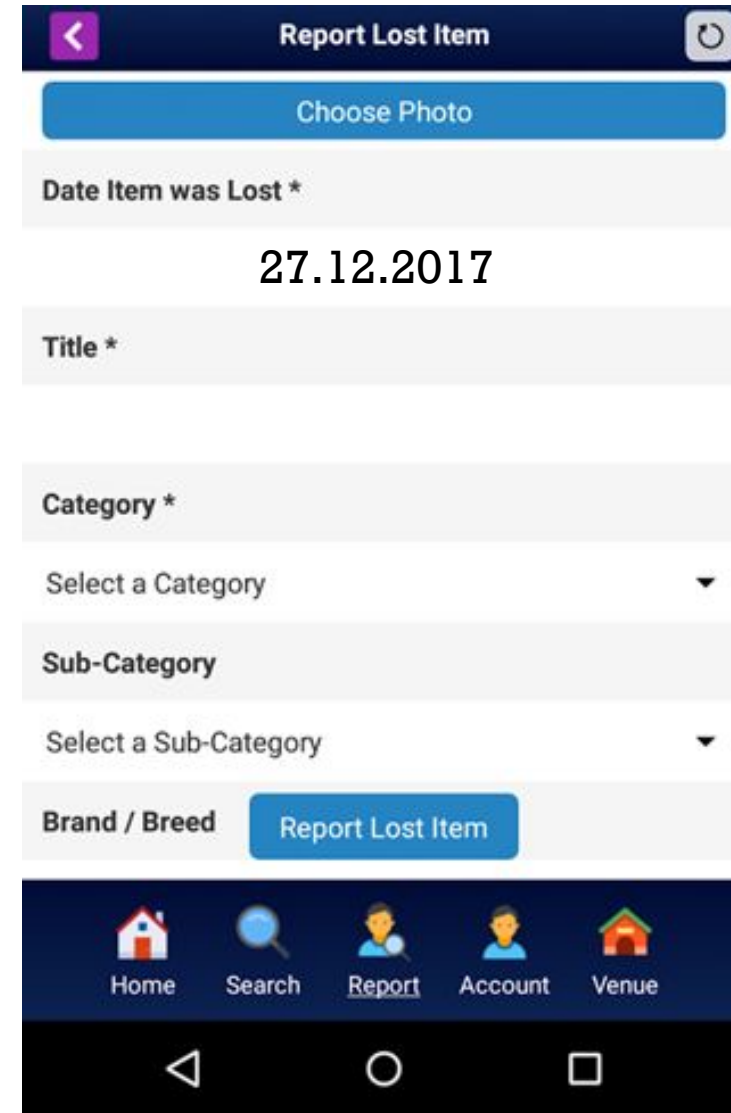 Report Lost Item
Choose Photo
Date Item was Lost *
27.12.2017
Title *
Category *
Select a Category
Sub-Category
Select a Sub-Category
Brand / Breed
Report Lost Item
Home Search Report Account Venue